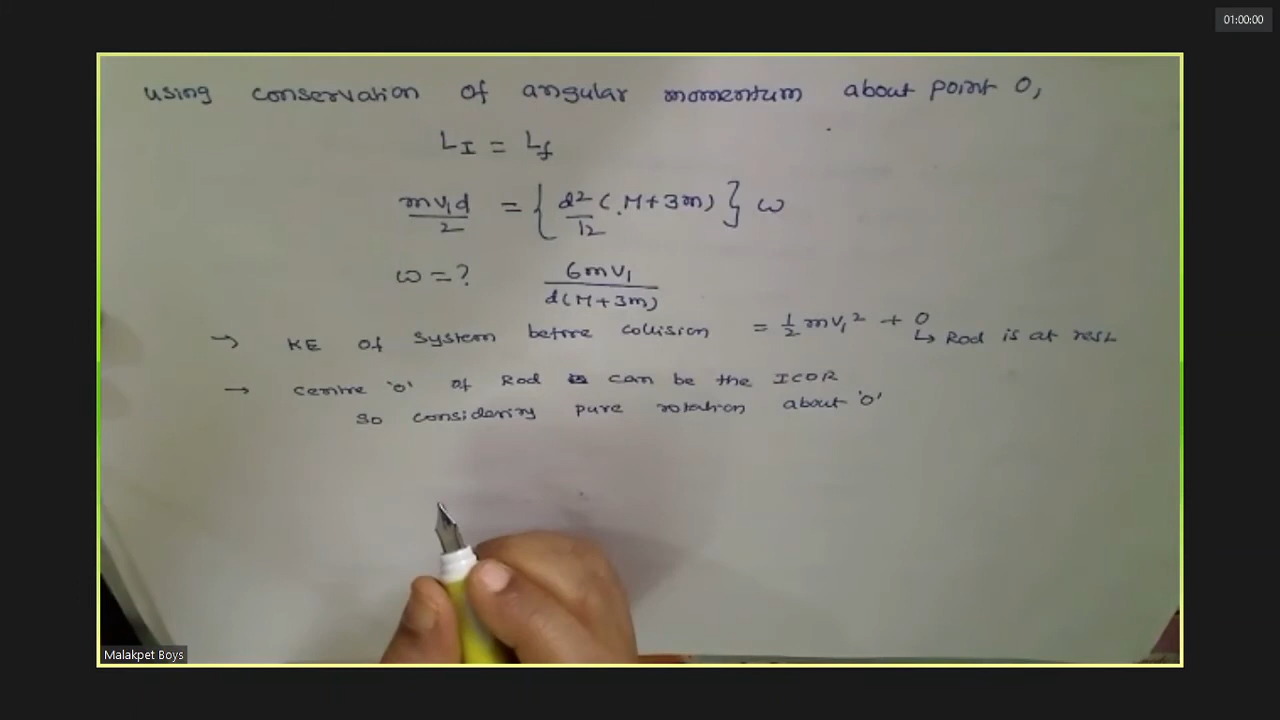 01:00:00
using conservation of angular momentum about point O,
L_I = L_f
mv₁d/2 = { d²/12 (M+3m) } ω
ω = ? 6mv₁/d(M+3m)
→ KE of system before collision = 1/2 mv₁² + 0
↳ Rod is at rest
→ centre 'O' of Rod can be the ICOR
so considering pure rotation about 'O'
Malakpet Boys